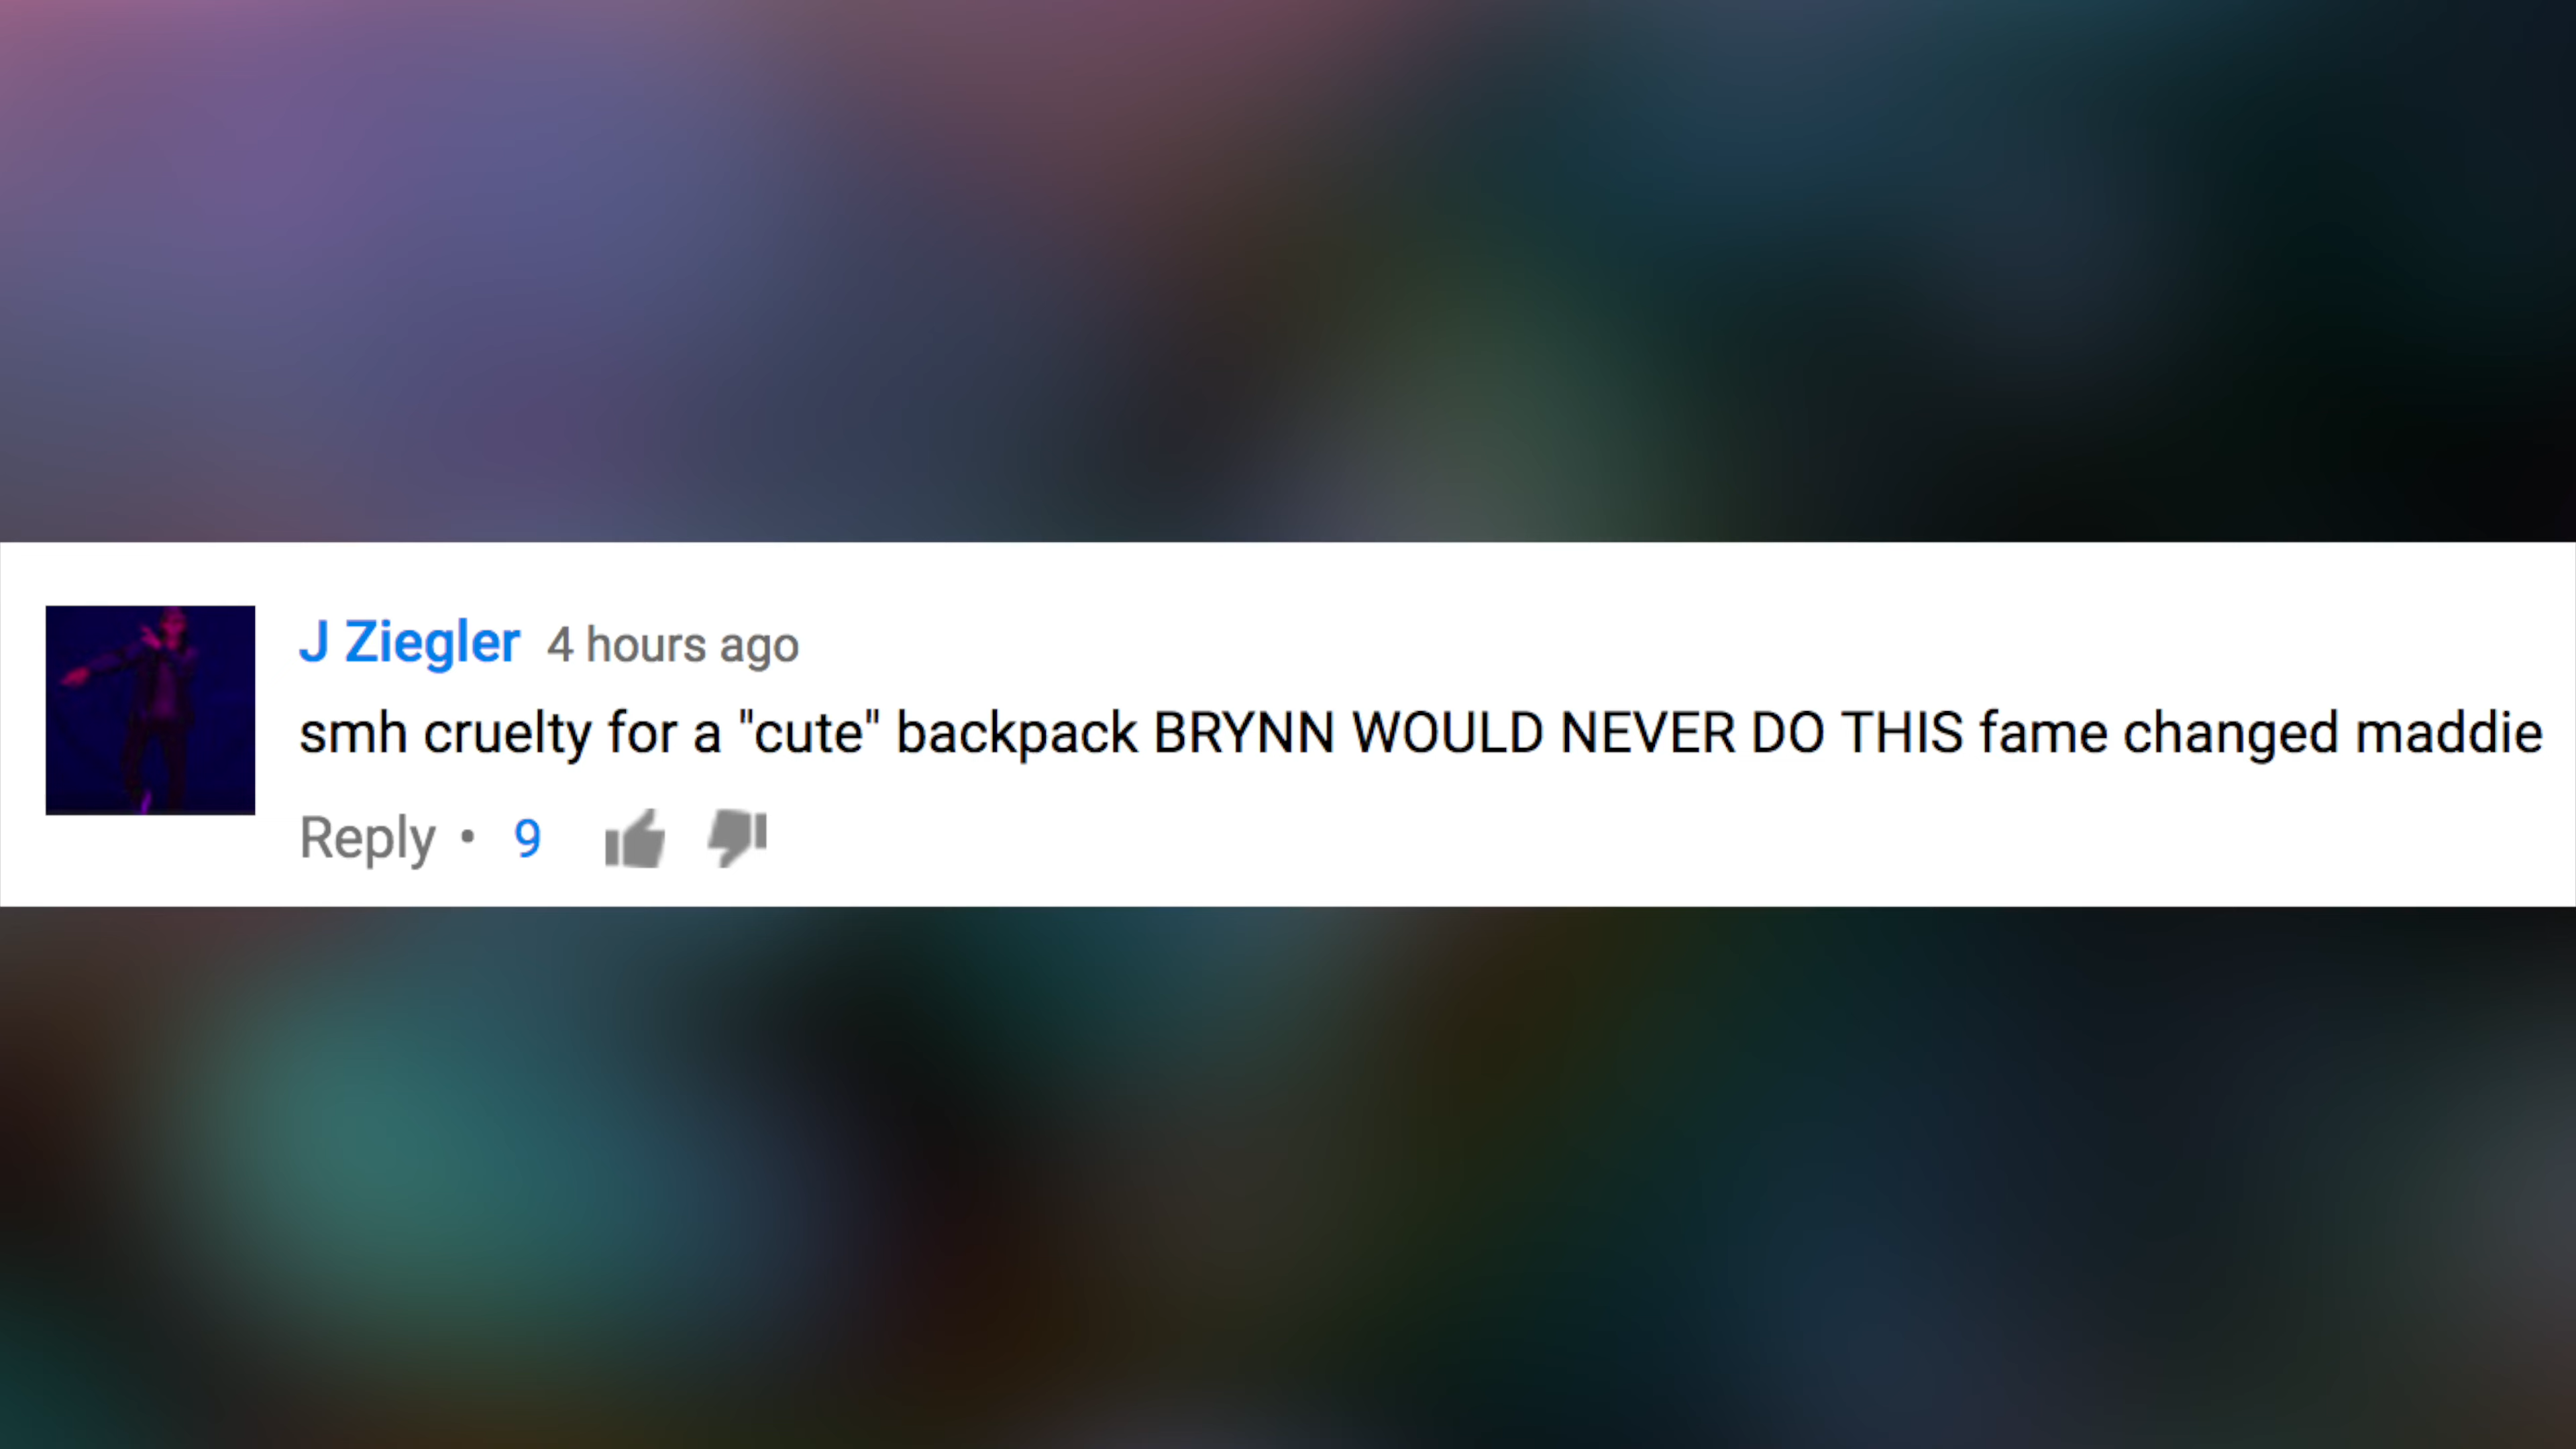 J Ziegler 4 hours ago
smh cruelty for a "cute" backpack BRYNN WOULD NEVER DO THIS fame changed maddie
Reply • 9